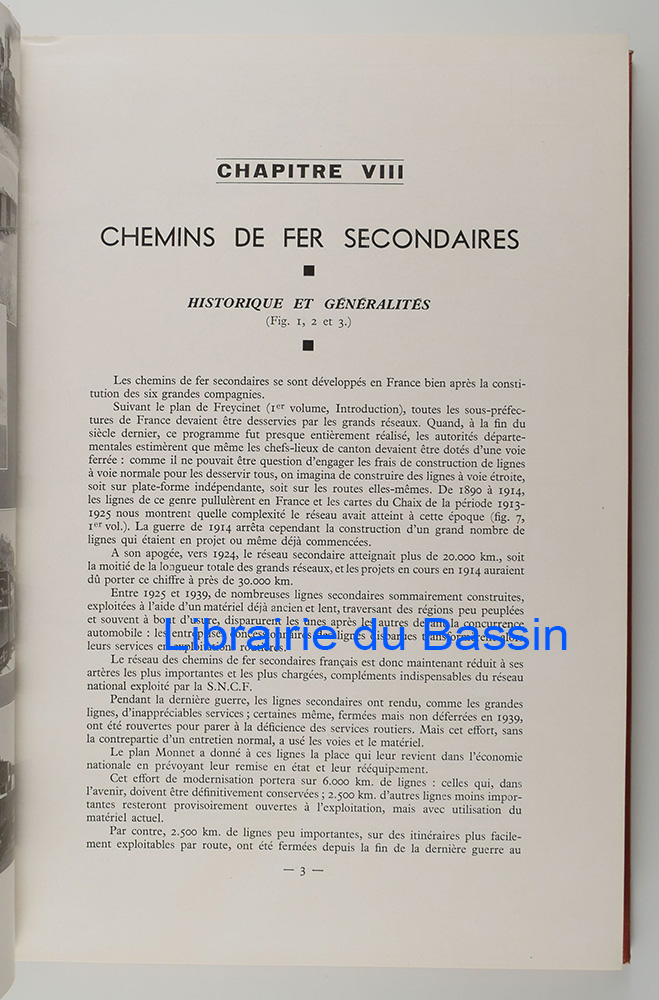 CHAPITRE VIII
CHEMINS DE FER SECONDAIRES
HISTORIQUE ET GÉNÉRALITÉS
(Fig. 1, 2 et 3.)
Les chemins de fer secondaires se sont développés en France bien après la consti-
tution des six grandes compagnies.
Suivant le plan de Freycinet (1er volume, Introduction), toutes les sous-préfec-
tures de France devaient être desservies par les grands réseaux. Quand, à la fin du
siècle dernier, ce programme fut presque entièrement réalisé, les autorités départe-
mentales estimèrent que même les chefs-lieux de canton devaient être dotés d'une voie
ferrée : comme il ne pouvait être question d'engager les frais de construction de lignes
à voie normale pour les desservir tous, on imagina de construire des lignes à voie étroite,
soit sur plate-forme indépendante, soit sur les routes elles-mêmes. De 1890 à 1914,
les lignes de ce genre pullulèrent en France et les cartes du Chaix de la période 1913-
1925 nous montrent quelle complexité le réseau avait atteint à cette époque (fig. 7,
1er vol.). La guerre de 1914 arrêta cependant la construction d'un grand nombre de
lignes qui étaient en projet ou même déjà commencées.
A son apogée, vers 1924, le réseau secondaire atteignait plus de 20.000 km., soit
la moitié de la longueur totale des grands réseaux, et les projets en cours en 1914 auraient
dû porter ce chiffre à près de 30.000 km.
Entre 1925 et 1939, de nombreuses lignes secondaires sommairement construites,
exploitées à l'aide d'un matériel déjà ancien et lent, traversant des régions peu peuplées
et souvent à bout d'usure, disparurent les unes après les autres devant la concurrence
automobile : les entreprises concessionnaires des lignes disparues transformèrent alors
leurs services en exploitations routières.
Librairie du Bassin
Le réseau des chemins de fer secondaires français est donc maintenant réduit à ses
artères les plus importantes et les plus chargées, compléments indispensables du réseau
national exploité par la S.N.C.F.
Pendant la dernière guerre, les lignes secondaires ont rendu, comme les grandes
lignes, d'inappréciables services ; certaines même, fermées mais non déferrées en 1939,
ont été rouvertes pour parer à la déficience des services routiers. Mais cet effort, sans
la contrepartie d'un entretien normal, a usé les voies et le matériel.
Le plan Monnet a donné à ces lignes la place qui leur revient dans l'économie
nationale en prévoyant leur remise en état et leur rééquipement.
Cet effort de modernisation portera sur 6.000 km. de lignes : celles qui, dans
l'avenir, doivent être définitivement conservées ; 2.500 km. d'autres lignes moins impor-
tantes resteront provisoirement ouvertes à l'exploitation, mais avec utilisation du
matériel actuel.
Par contre, 2.500 km. de lignes peu importantes, sur des itinéraires plus facile-
ment exploitables par route, ont été fermées depuis la fin de la dernière guerre au
— 3 —